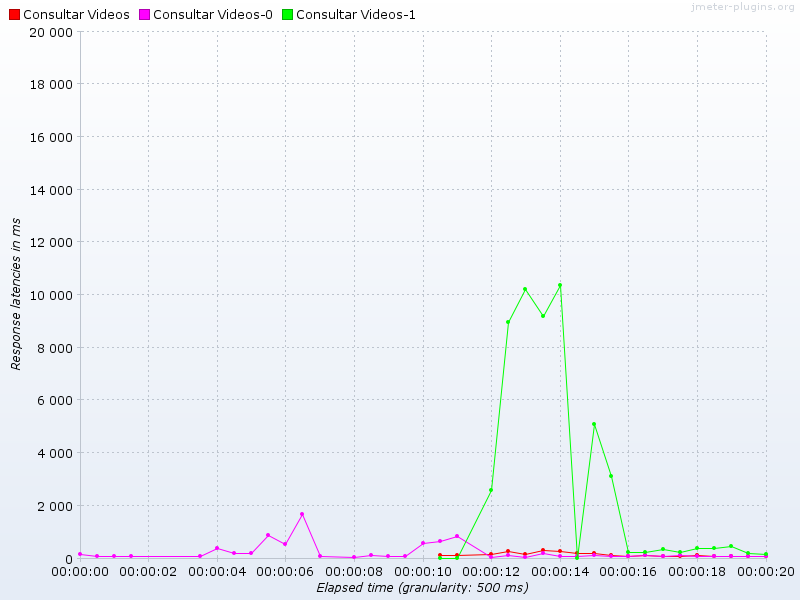 Consultar Videos Consultar Videos-0 Consultar Videos-1
jmeter-plugins.org
20 000
18 000
16 000
14 000
12 000
10 000
8 000
6 000
4 000
2 000
0
Response latencies in ms
00:00:00 00:00:02 00:00:04 00:00:06 00:00:08 00:00:10 00:00:12 00:00:14 00:00:16 00:00:18 00:00:20
Elapsed time (granularity: 500 ms)